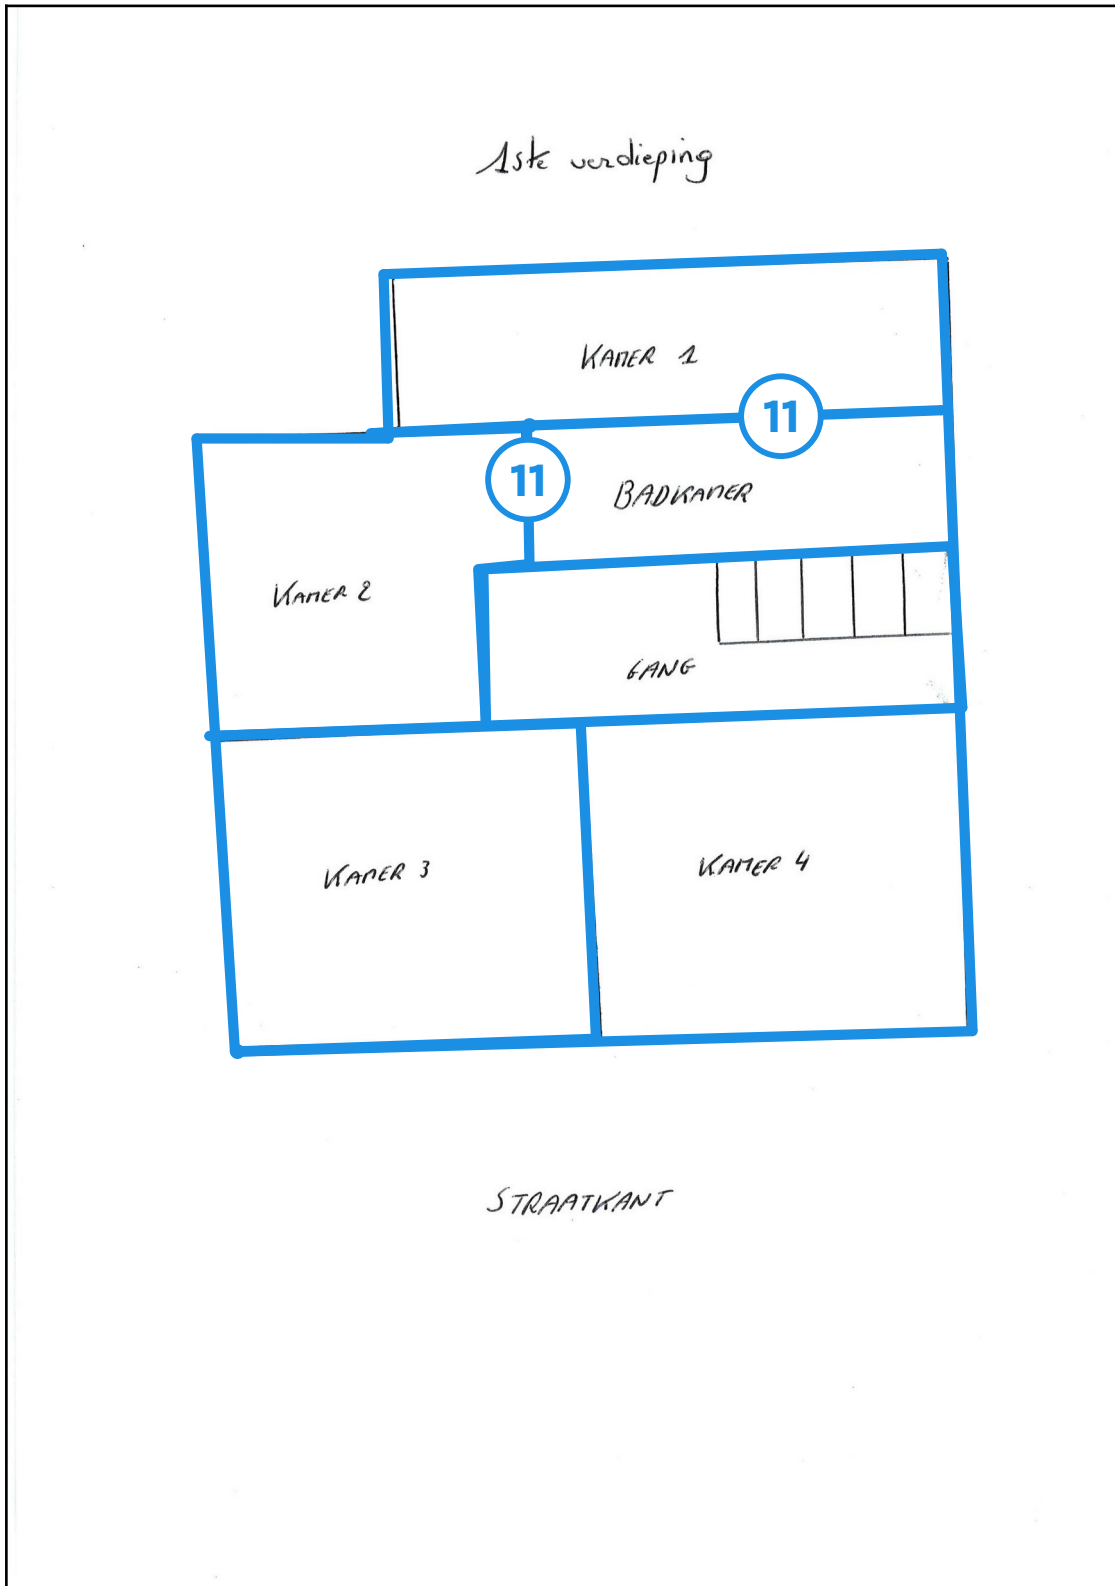 1ste verdieping
KAMER 1
11
11
BADKAMER
KAMER 2
GANG
KAMER 3
KAMER 4
STRAATKANT